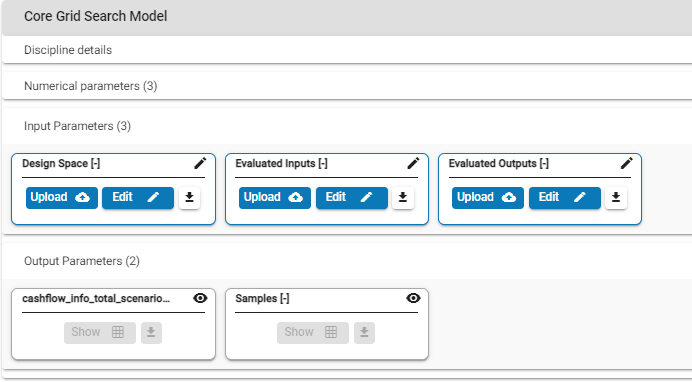 Core Grid Search Model
Discipline details
Numerical parameters (3)
Input Parameters (3)
Design Space [-] Evaluated Inputs [-] Evaluated Outputs [-]
Upload Edit Upload Edit Upload Edit
Output Parameters (2)
cashflow_info_total_scenario... Samples [-]
Show Show